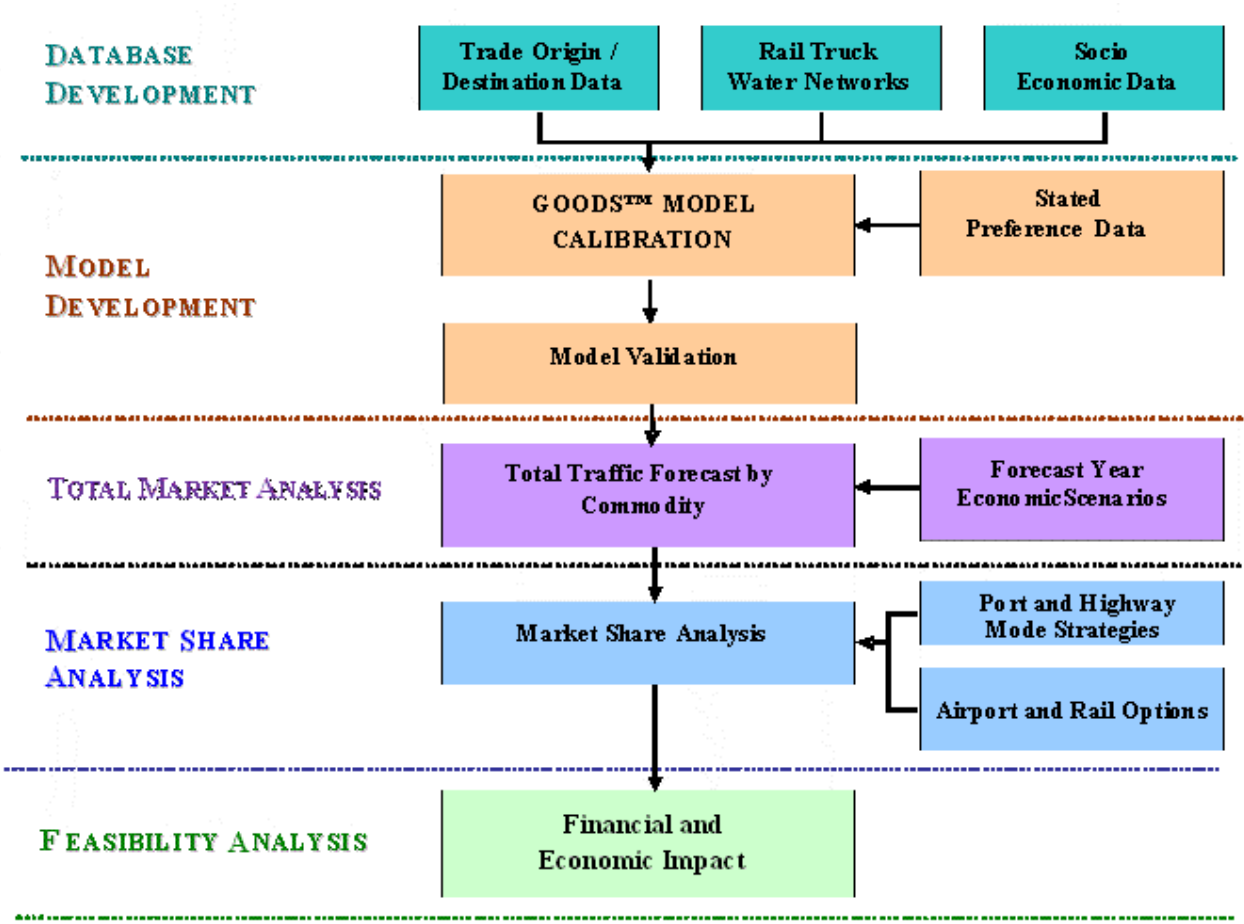 DATABASE
DEVELOPMENT
Trade Origin /
Destination Data
Rail Truck
Water Networks
Socio
Economic Data
MODEL
DEVELOPMENT
GOODS™ MODEL
CALIBRATION
Stated
Preference Data
Model Validation
TOTAL MARKET ANALYSIS
Total Traffic Forecast by
Commodity
Forecast Year
EconomicScenarios
MARKET SHARE
ANALYSIS
Market Share Analysis
Port and Highway
Mode Strategies
Airport and Rail Options
FEASIBILITY ANALYSIS
Financial and
Economic Impact